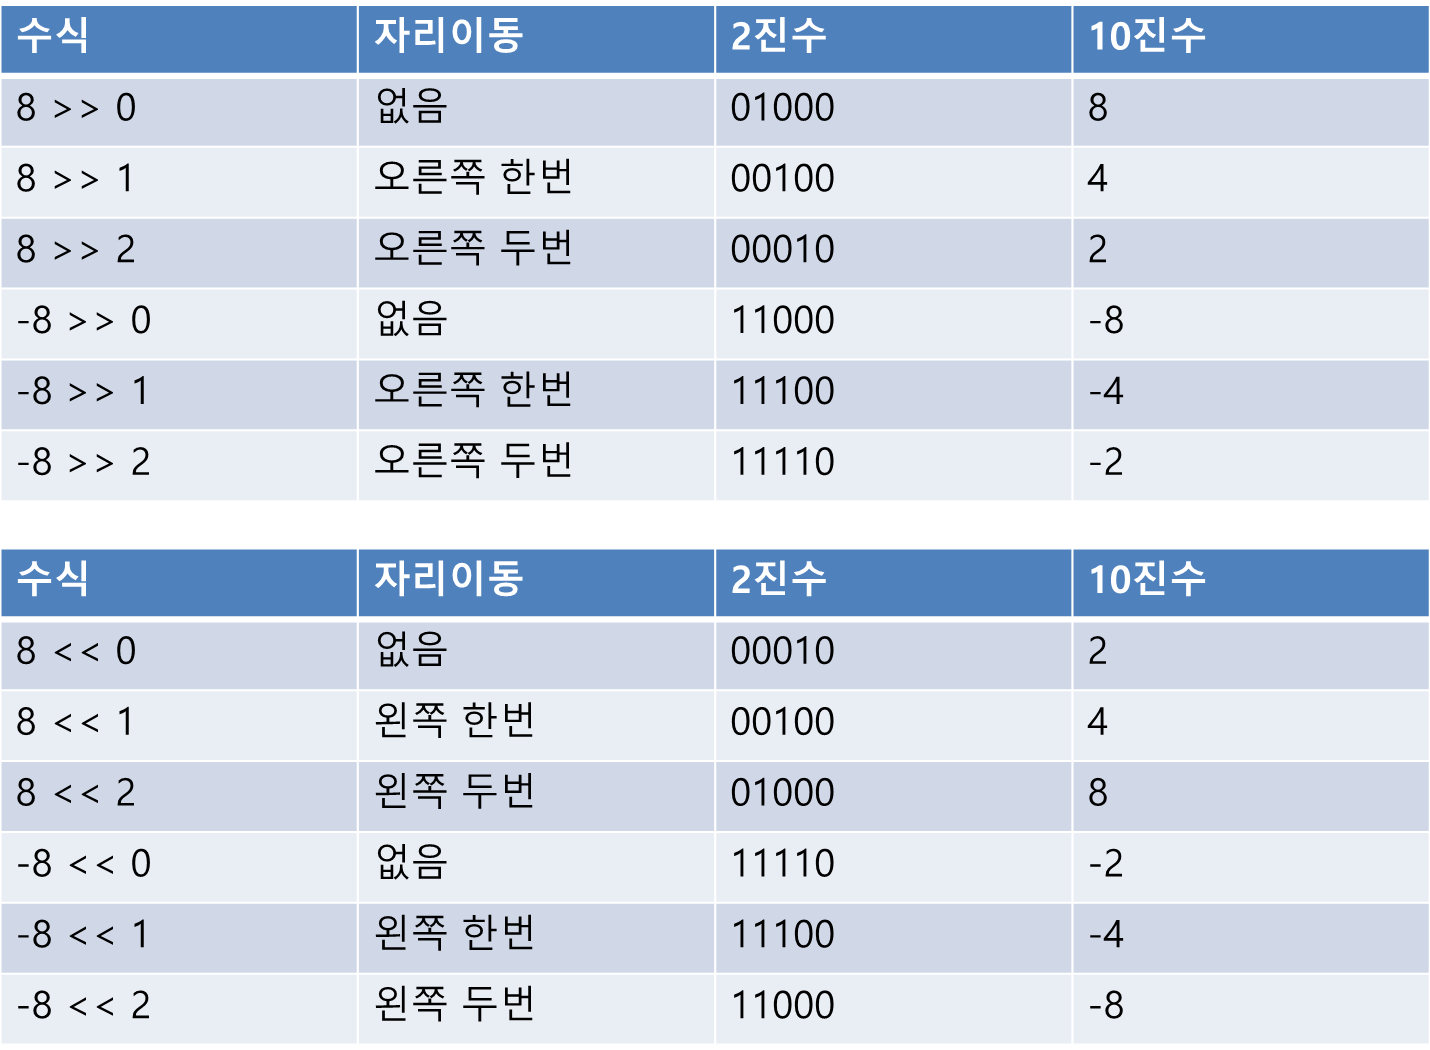 수식 자리이동 2진수 10진수
8 >> 0 없음 01000 8
8 >> 1 오른쪽 한번 00100 4
8 >> 2 오른쪽 두번 00010 2
-8 >> 0 없음 11000 -8
-8 >> 1 오른쪽 한번 11100 -4
-8 >> 2 오른쪽 두번 11110 -2
수식 자리이동 2진수 10진수
8 << 0 없음 00010 2
8 << 1 왼쪽 한번 00100 4
8 << 2 왼쪽 두번 01000 8
-8 << 0 없음 11110 -2
-8 << 1 왼쪽 한번 11100 -4
-8 << 2 왼쪽 두번 11000 -8